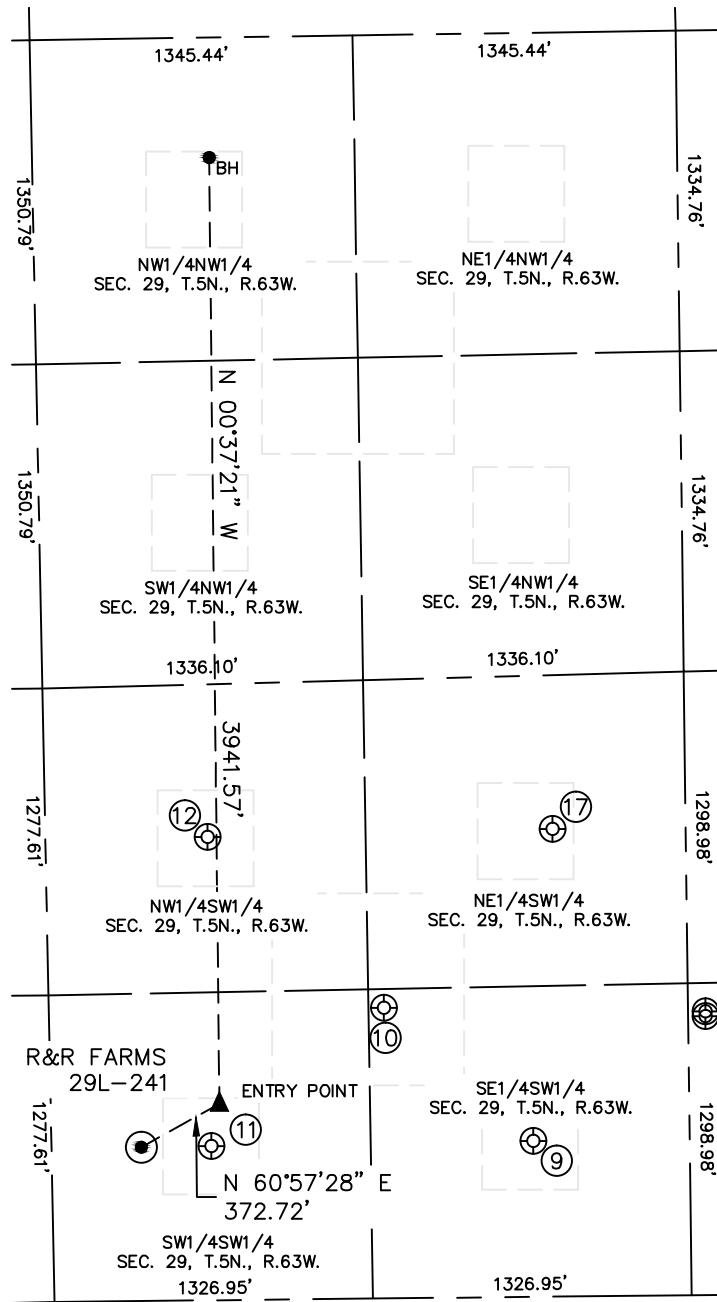 1345.44'
1345.44'
BH
1350.79'
1334.76'
NW1/4NW1/4
SEC. 29, T.5N., R.63W.
NE1/4NW1/4
SEC. 29, T.5N., R.63W.
N 00°37'21" W
1350.79'
1334.76'
SW1/4NW1/4
SEC. 29, T.5N., R.63W.
SE1/4NW1/4
SEC. 29, T.5N., R.63W.
1336.10'
1336.10'
3941.57'
12
17
1277.61'
1298.98'
NW1/4SW1/4
SEC. 29, T.5N., R.63W.
NE1/4SW1/4
SEC. 29, T.5N., R.63W.
10
R&R FARMS
29L-241
ENTRY POINT
SE1/4SW1/4
SEC. 29, T.5N., R.63W.
1277.61'
1298.98'
11
9
N 60°57'28" E
372.72'
SW1/4SW1/4
SEC. 29, T.5N., R.63W.
1326.95'
1326.95'